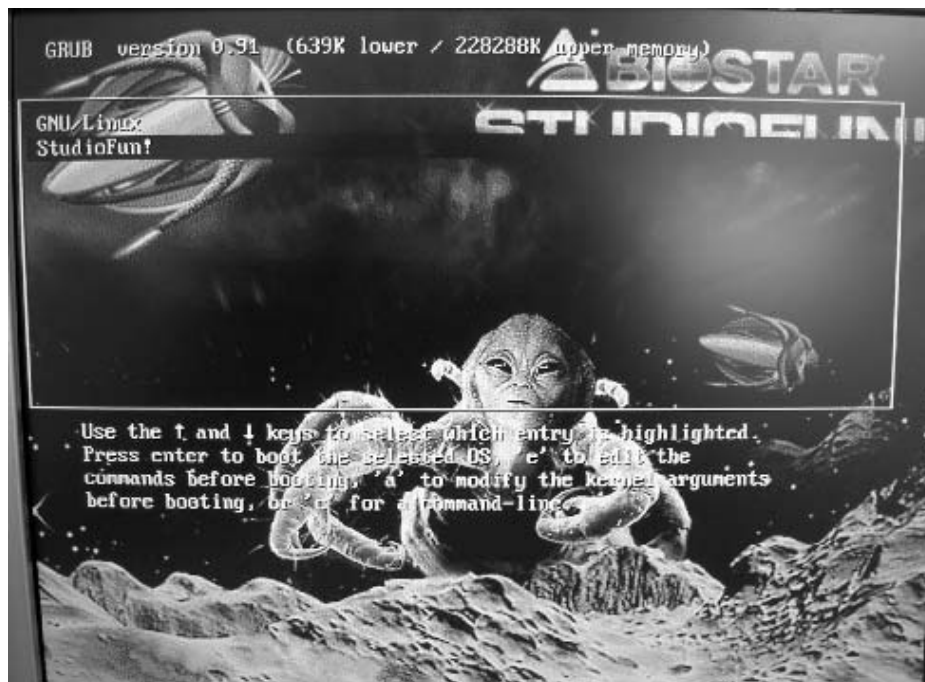 GRUB version 0.91 (639K lower / 228288K upper memory)
BIOSTAR
STUDIOFUN!
GNU/Linux
StudioFun!
Use the ↑ and ↓ keys to select which entry is highlighted.
Press enter to boot the selected OS, 'e' to edit the
commands before booting, 'a' to modify the kernel arguments
before booting, or 'c' for a command-line.